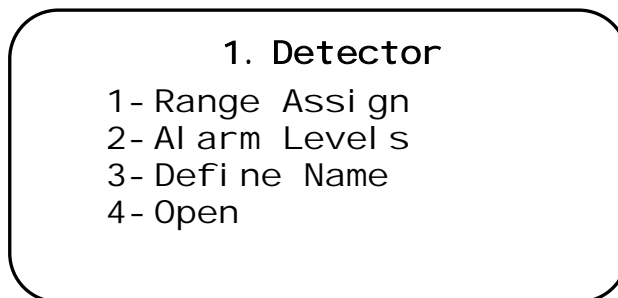 1. Detector
1-Range Assign
2-Alarm Levels
3-Define Name
4-Open